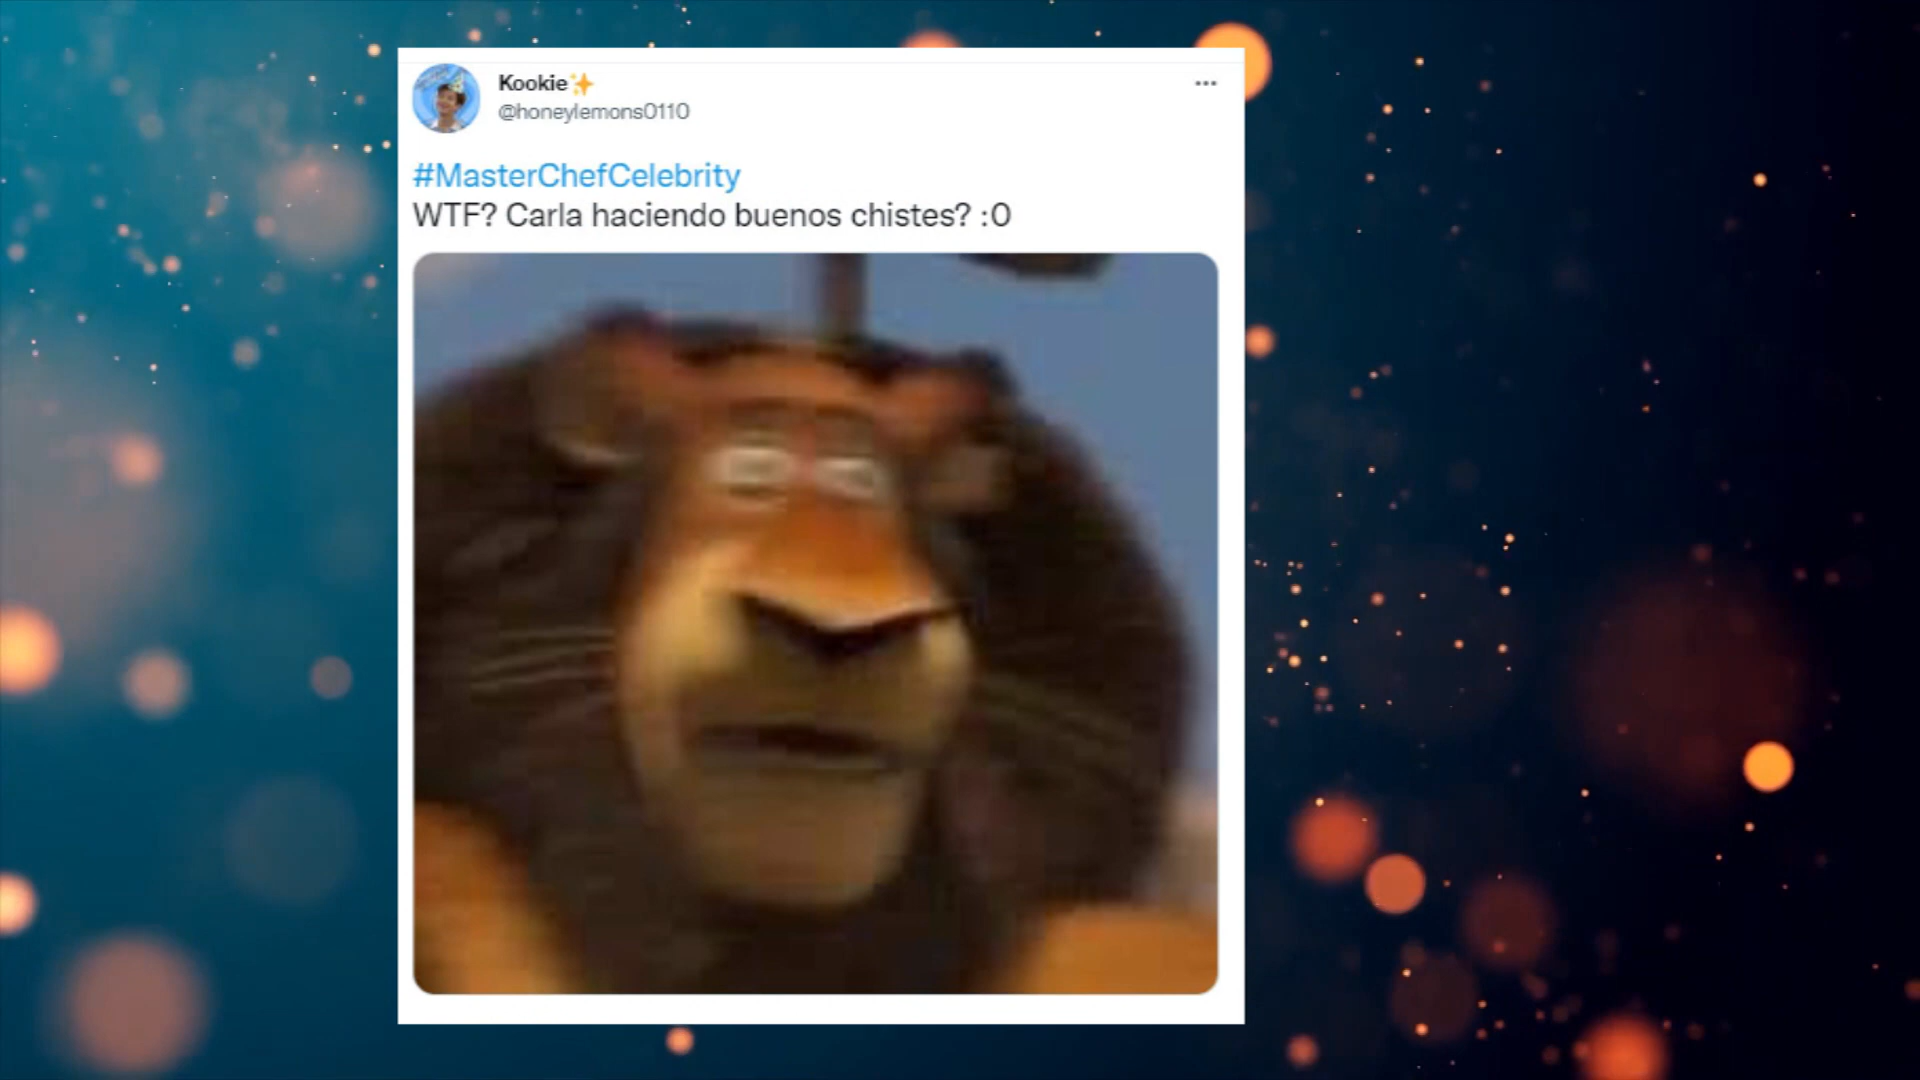 Kookie✨
@honeylemons0110
#MasterChefCelebrity
WTF? Carla haciendo buenos chistes? :0